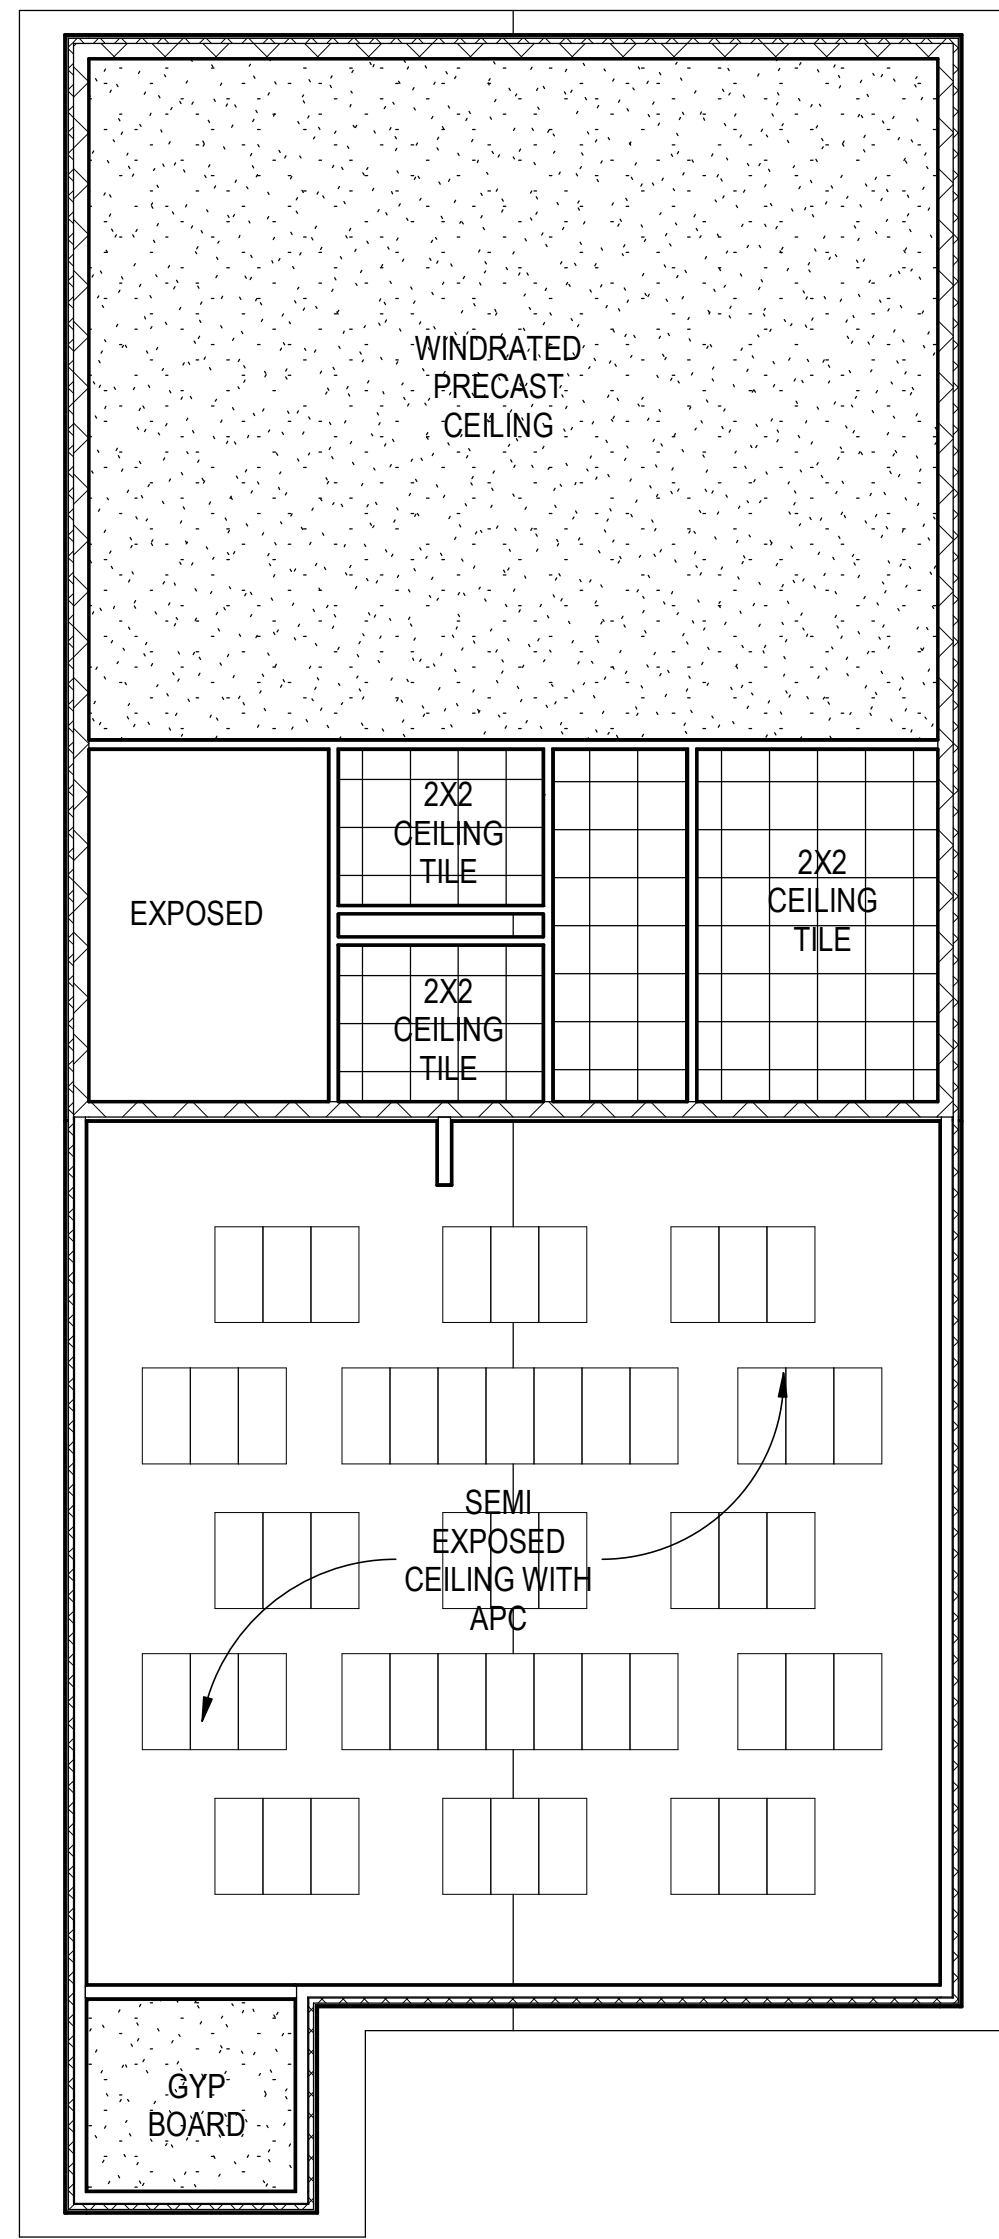 WINDRATED
PRECAST
CEILING
2X2
CEILING
TILE
EXPOSED
2X2
CEILING
TILE
2X2
CEILING
TILE
SEMI
EXPOSED
CEILING WITH
APC
GYP
BOARD